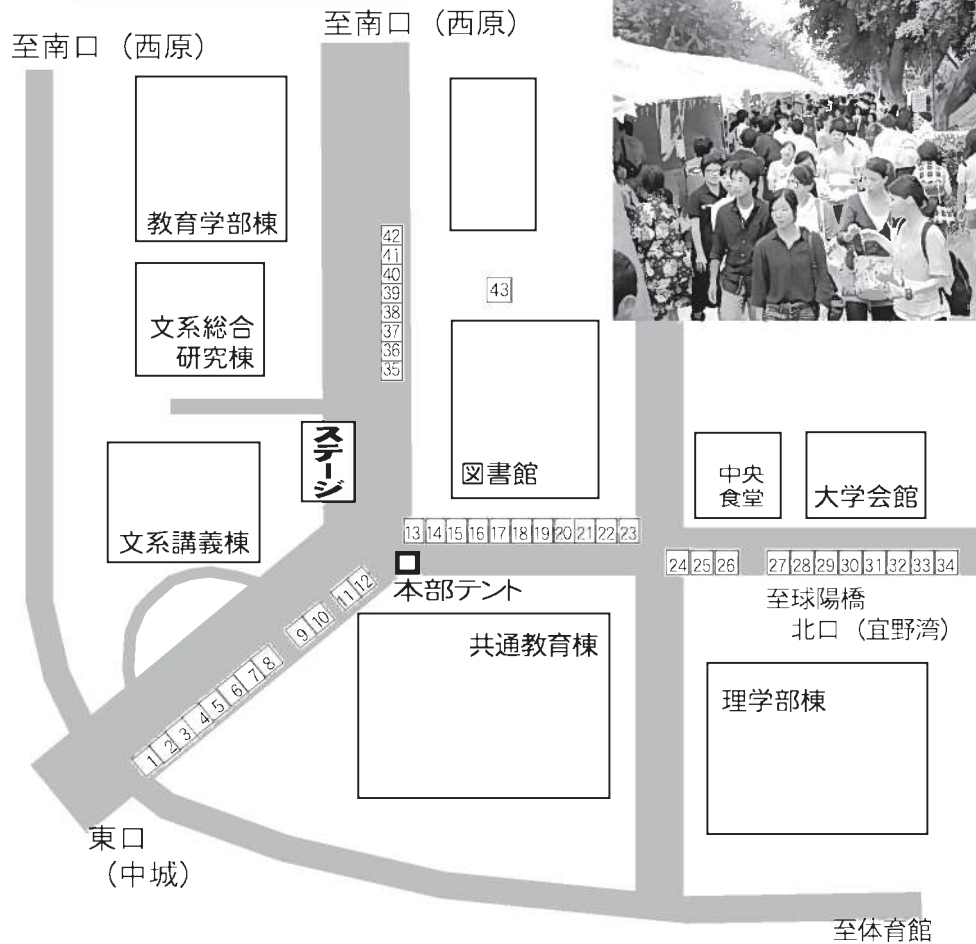 至南口（西原）
至南口（西原）
教育学部棟
文系総合
研究棟
文系講義棟
ステージ
42
41
40
39
38
37
36
35
43
図書館
中央
食堂
大学会館
13 14 15 16 17 18 19 20 21 22 23
24 25 26
27 28 29 30 31 32 33 34
本部テント
至球陽橋
北口（宜野湾）
1 2 3 4 5 6 7 8
9 10
11 12
共通教育棟
理学部棟
東口
（中城）
至体育館